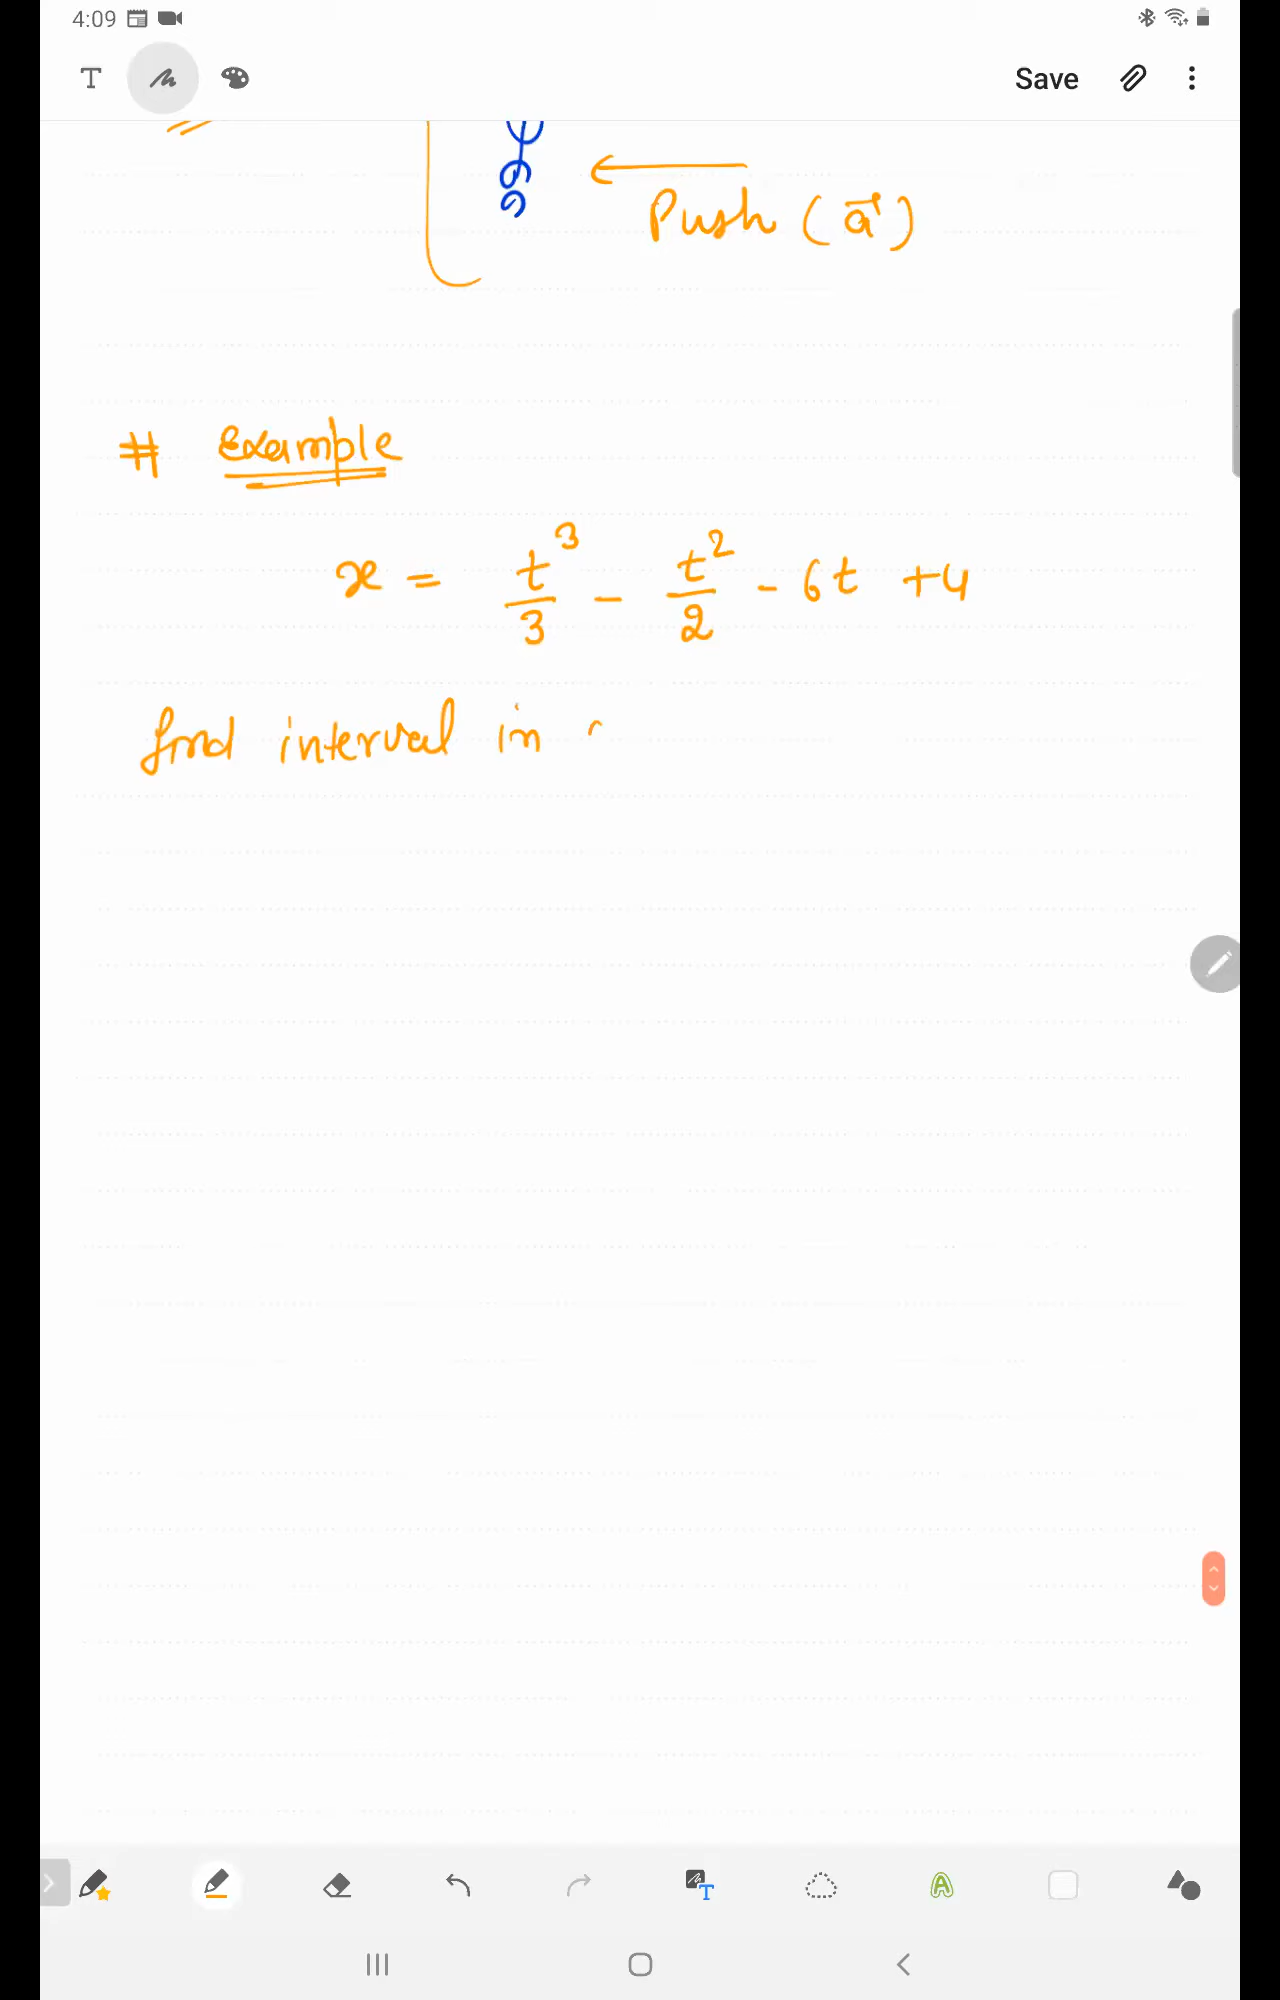 4:09
T Save
Push (a⃗)
# Example
x = t³/3 - t²/2 - 6t +4
find interval in
T
A